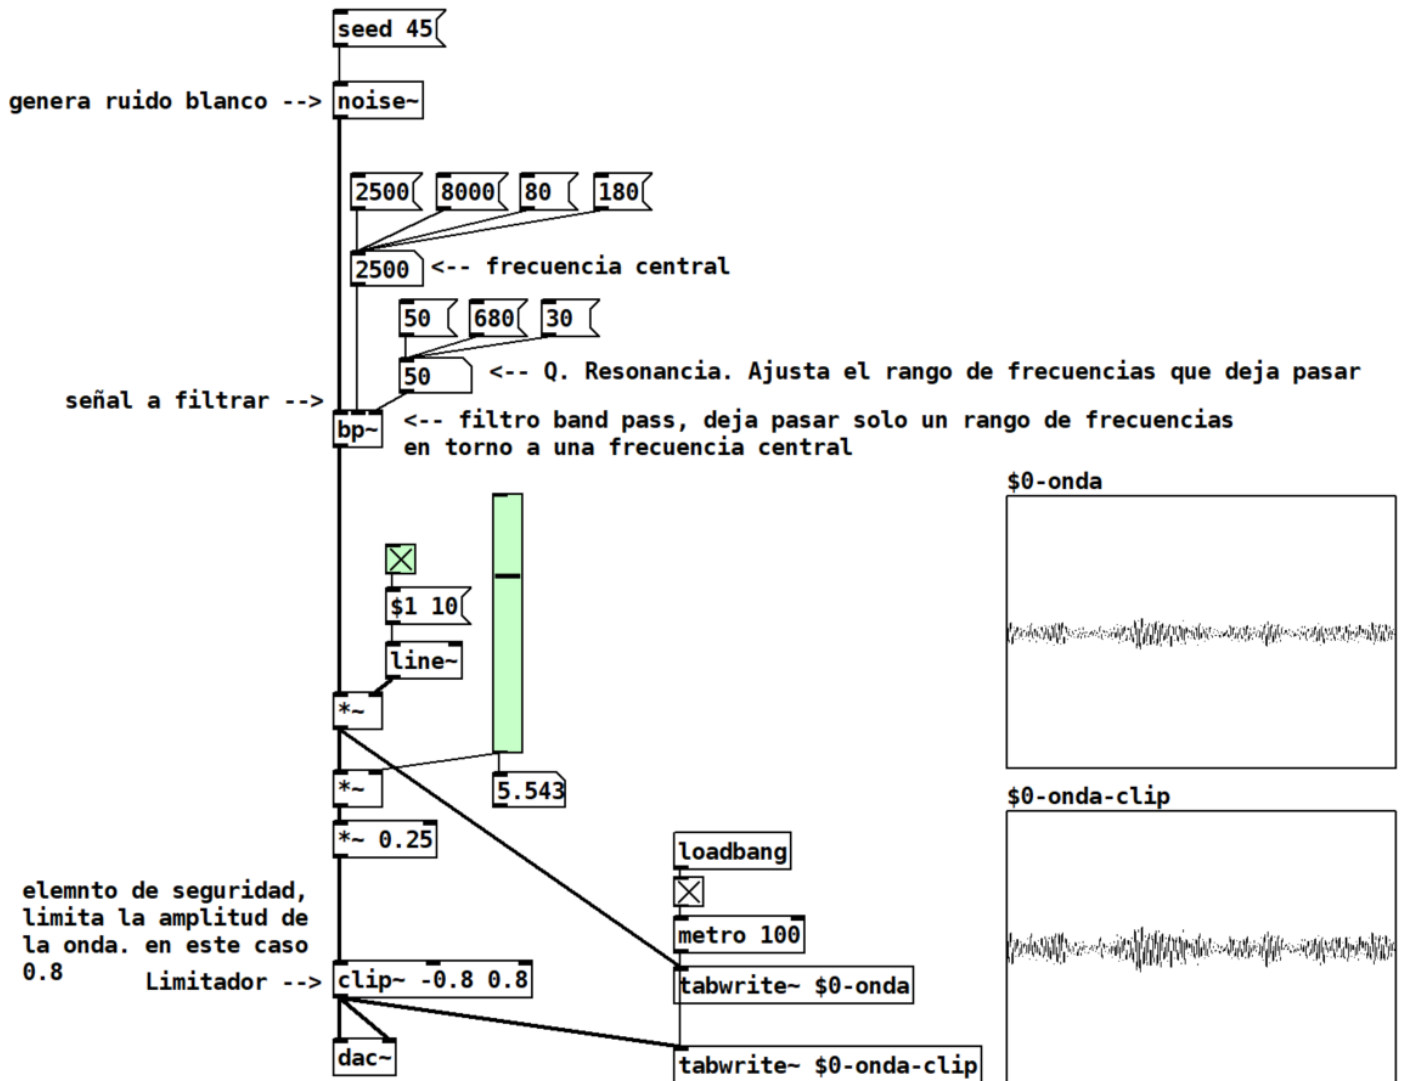 seed 45
genera ruido blanco -->
noise~
2500
8000
80
180
2500
<-- frecuencia central
50
680
30
50
<-- Q. Resonancia. Ajusta el rango de frecuencias que deja pasar
señal a filtrar -->
bp~
<-- filtro band pass, deja pasar solo un rango de frecuencias
en torno a una frecuencia central
$1 10
line~
*~
*~
5.543
*~ 0.25
elemnto de seguridad,
limita la amplitud de
la onda. en este caso
0.8
Limitador -->
clip~ -0.8 0.8
dac~
loadbang
metro 100
tabwrite~ $0-onda
tabwrite~ $0-onda-clip
$0-onda
$0-onda-clip